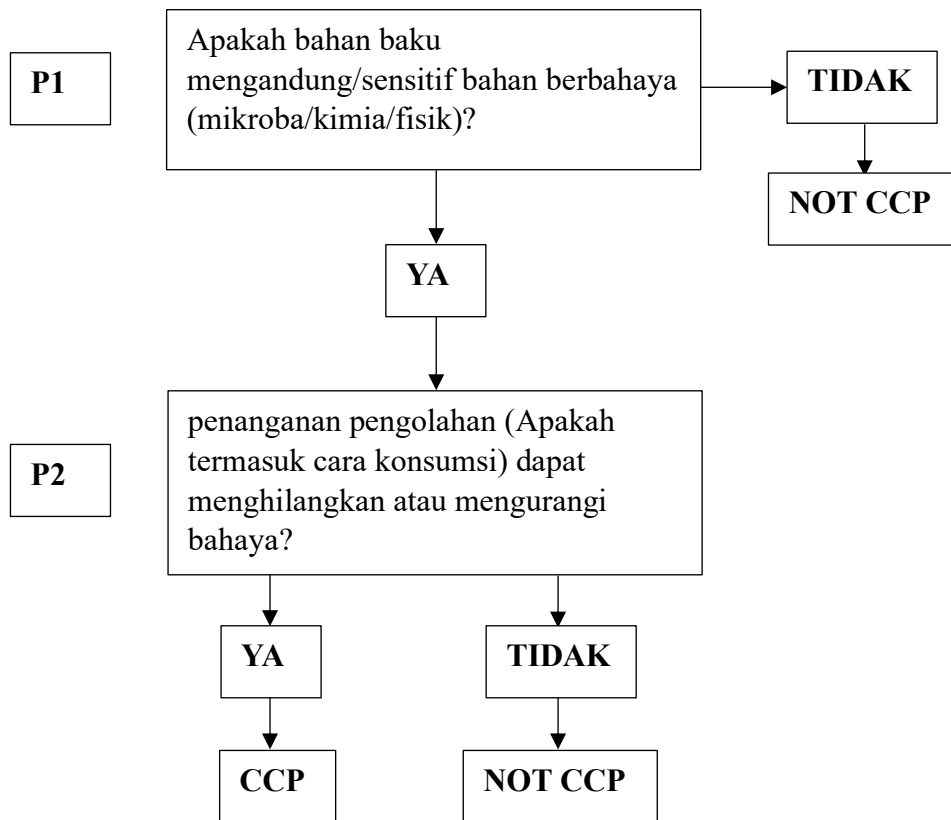 P1
Apakah bahan baku
mengandung/sensitif bahan berbahaya
(mikroba/kimia/fisik)?
TIDAK
NOT CCP
YA
P2
penanganan pengolahan (Apakah
termasuk cara konsumsi) dapat
menghilangkan atau mengurangi
bahaya?
YA
TIDAK
CCP
NOT CCP